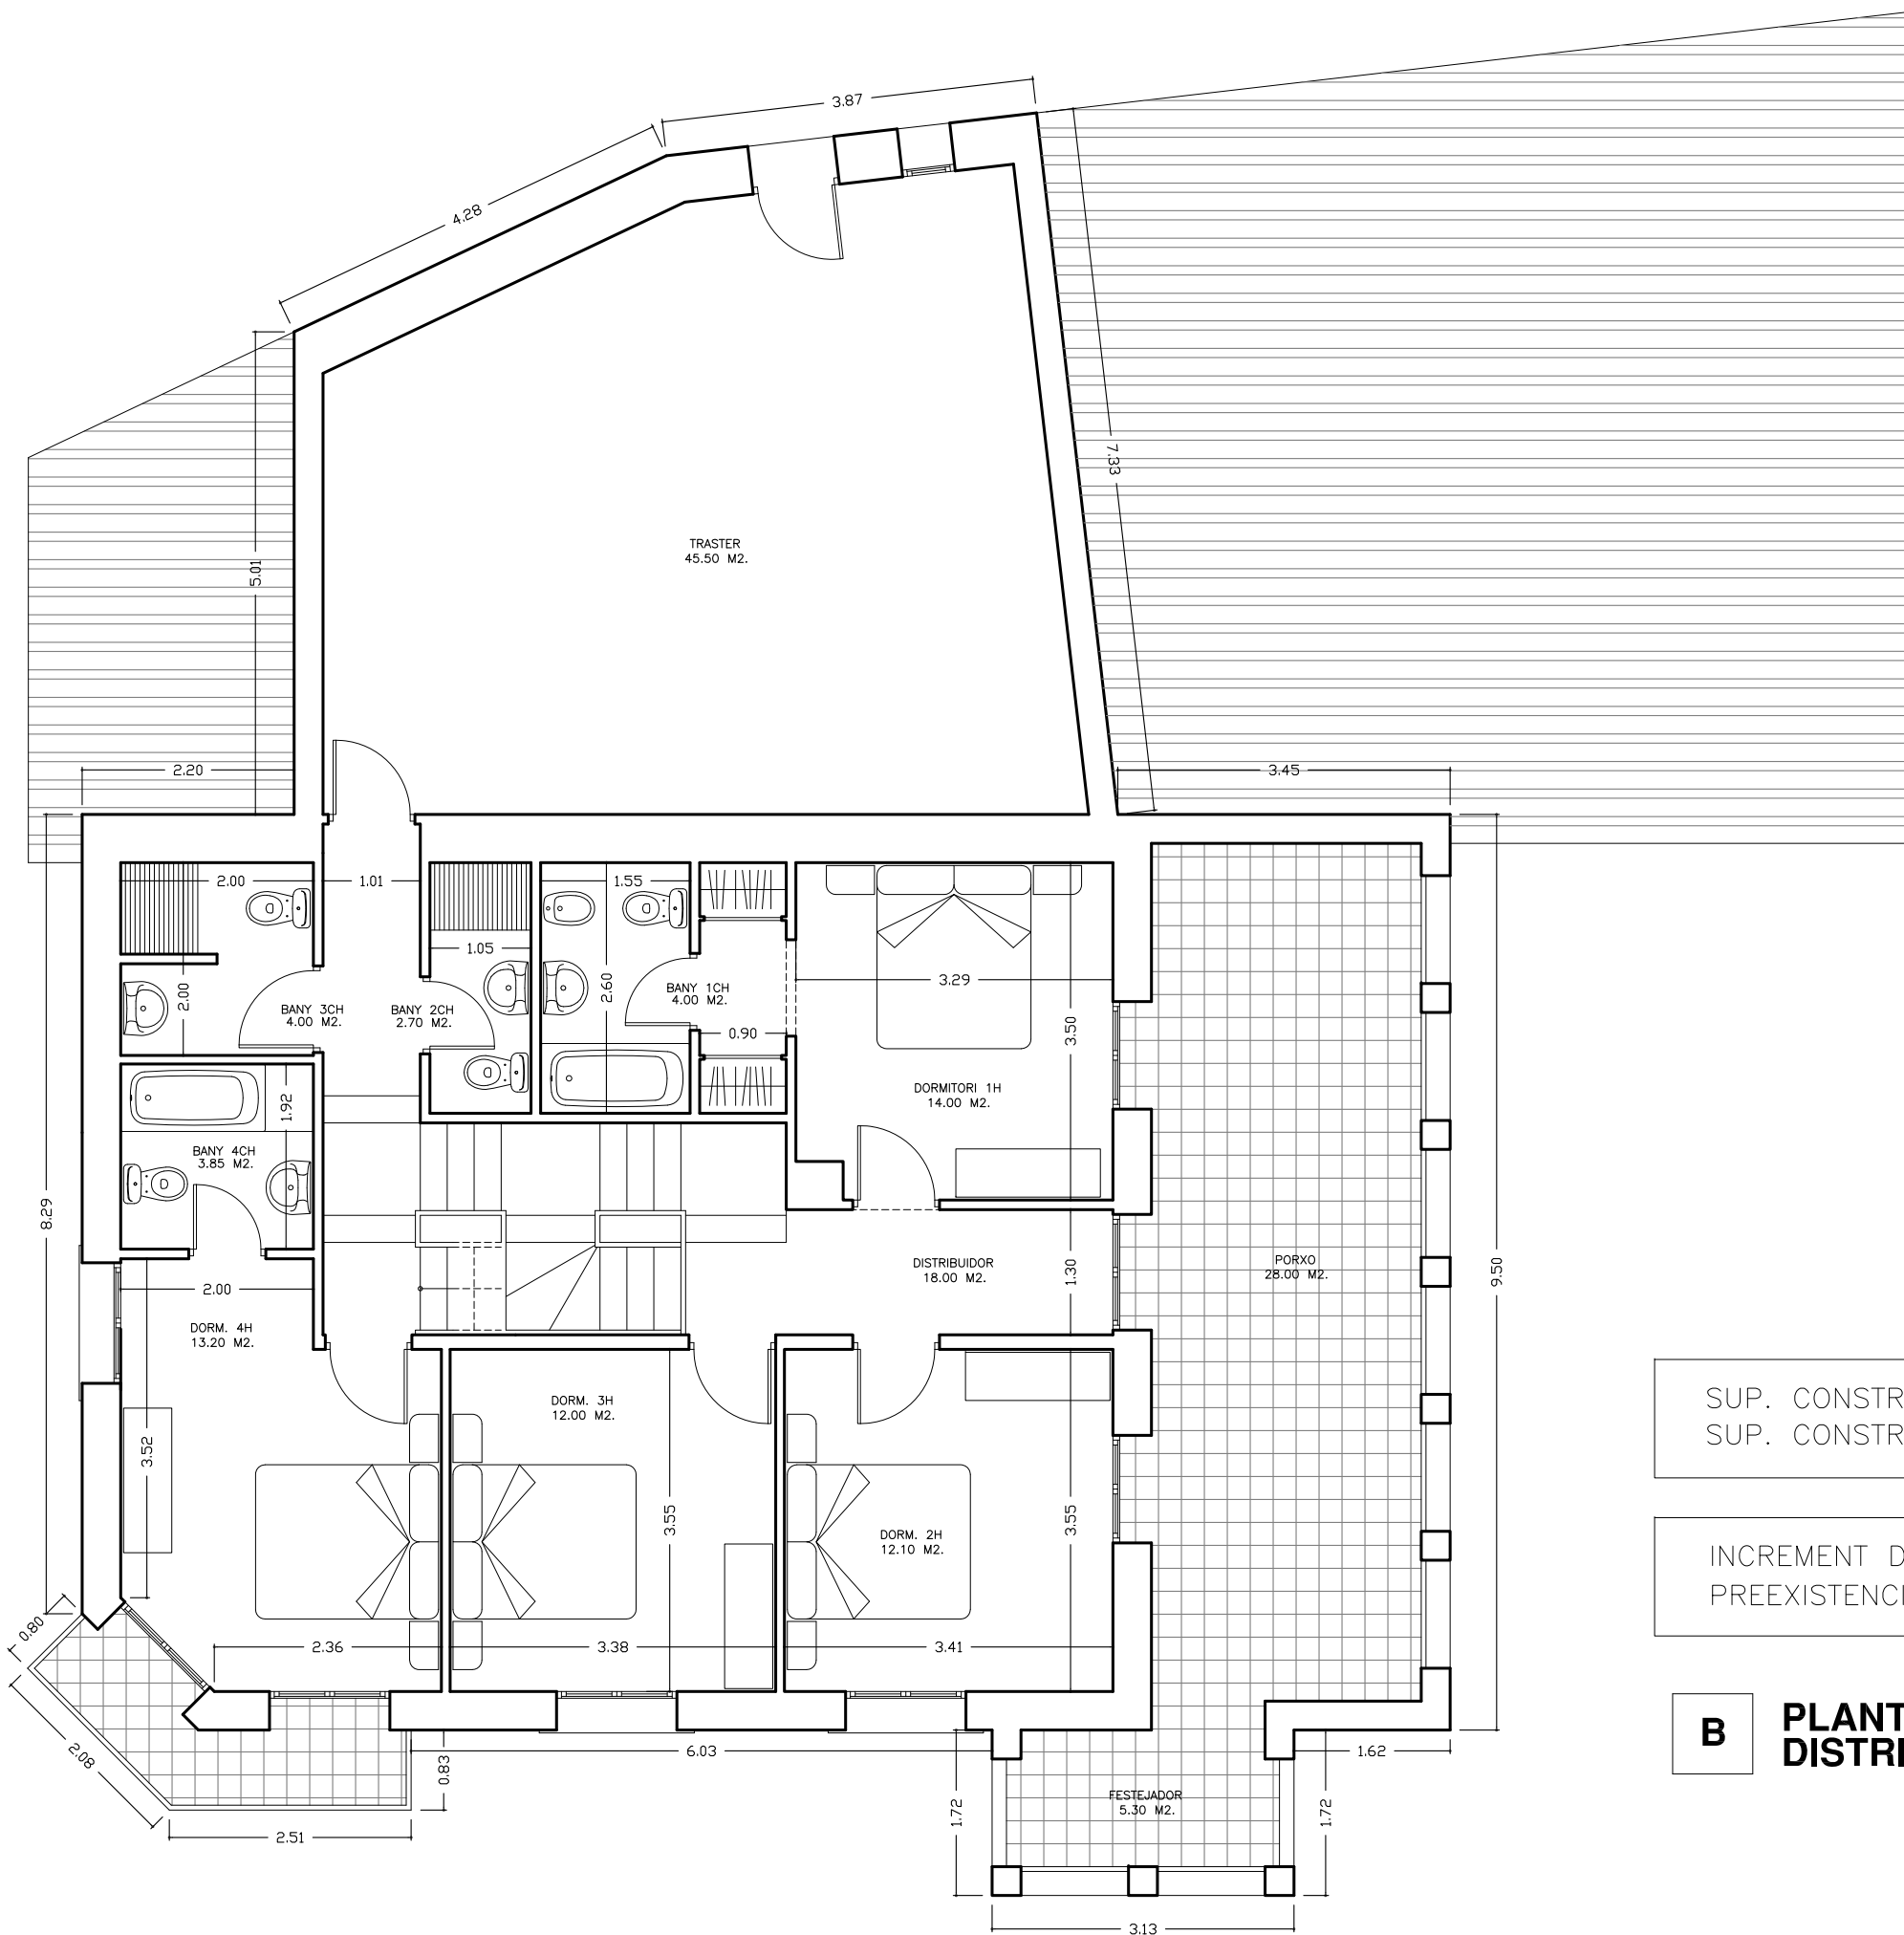 3.87
4.28
7.33
TRASTER
45.50 M2.
5.01
2.20
3.45
2.00
1.01
1.55
1.05
2.00
2.60
3.29
BANY 3CH
4.00 M2.
BANY 2CH
2.70 M2.
BANY 1CH
4.00 M2.
0.90
3.50
DORMITORI 1H
14.00 M2.
1.92
BANY 4CH
3.85 M2.
8.29
DISTRIBUIDOR
18.00 M2.
1.30
PORXO
28.00 M2.
9.50
2.00
DORM. 4H
13.20 M2.
DORM. 3H
12.00 M2.
3.52
3.55
DORM. 2H
12.10 M2.
3.55
SUP. CONSTR
SUP. CONSTR
INCREMENT D
PREEXISTENCI
0.80
2.36
3.38
3.41
2.08
0.83
6.03
1.62
B
PLANT
DISTRI
2.51
1.72
FESTEJADOR
5.30 M2.
1.72
3.13